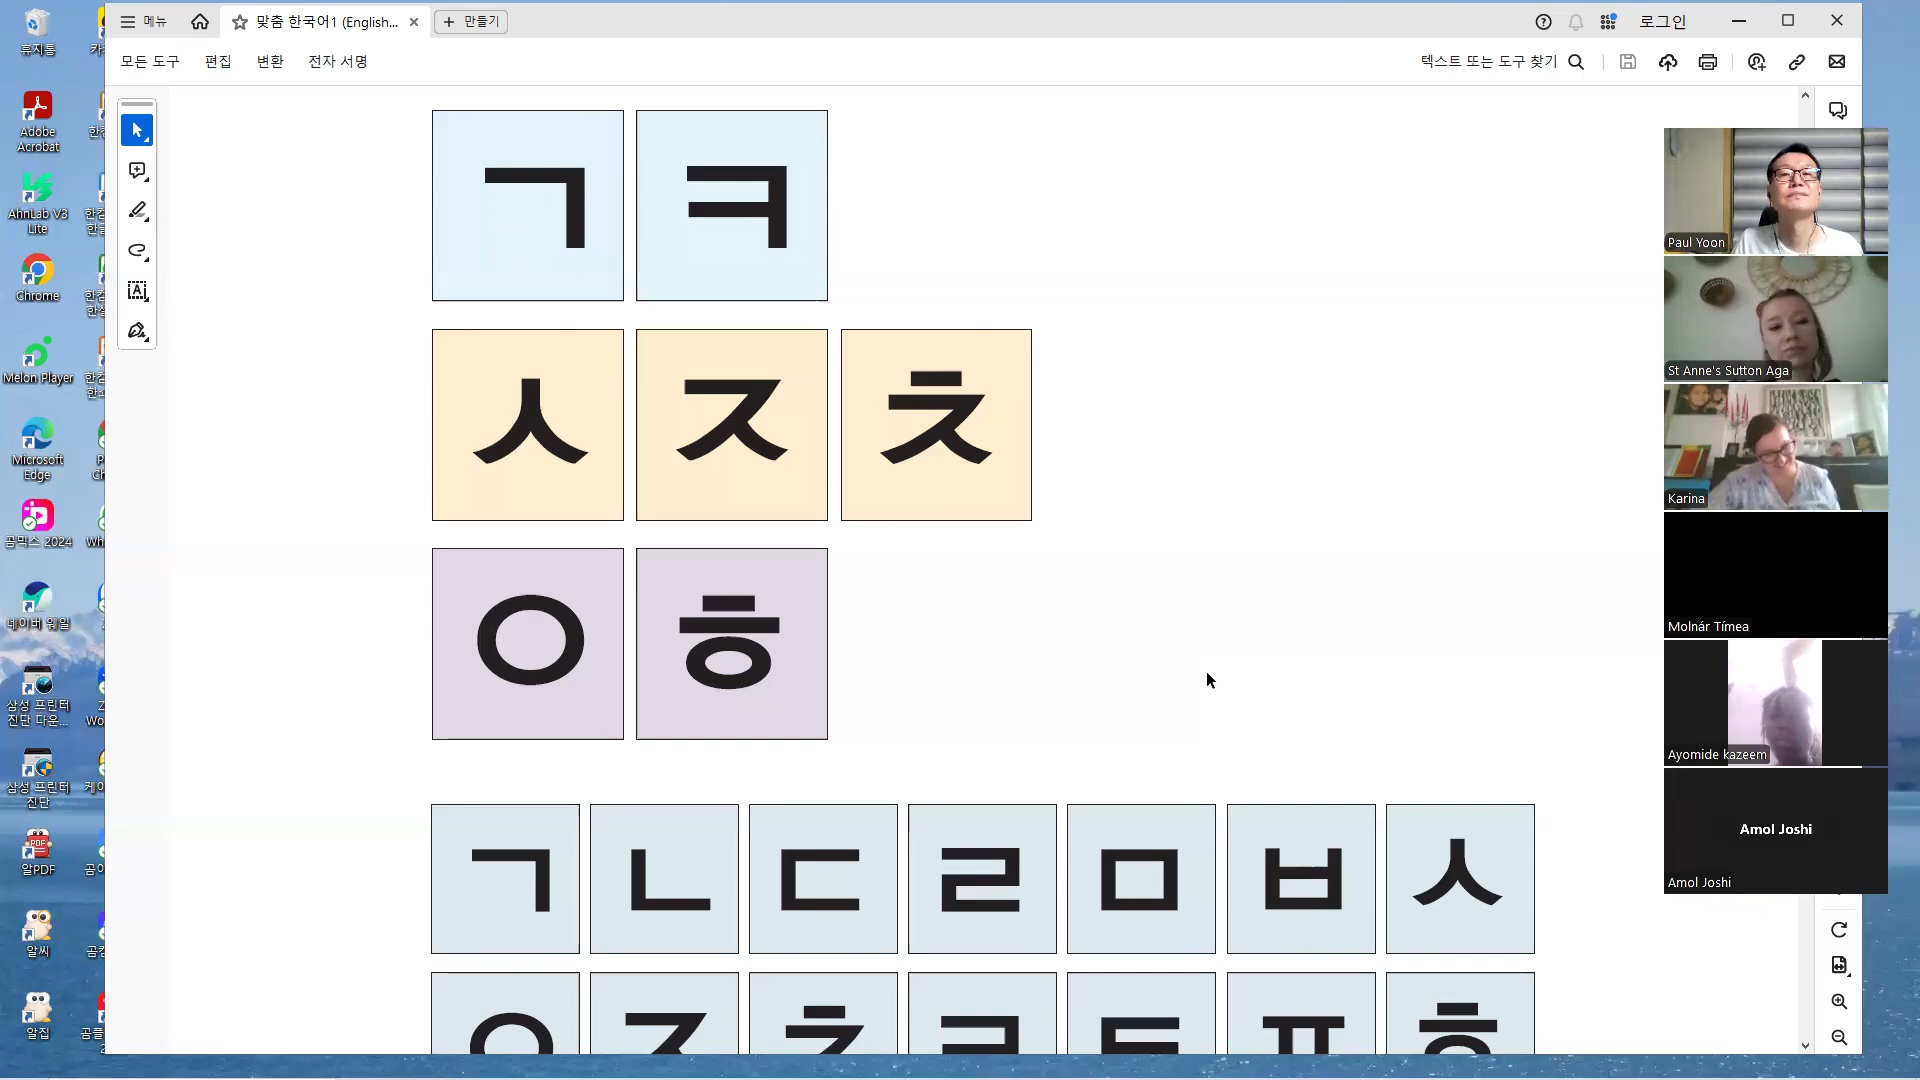 메뉴
맞춤 한국어1 (English...
만들기
로그인
모든 도구
편집
변환
전자 서명
텍스트 또는 도구 찾기
휴지통
Adobe
Acrobat
AhnLab V3
Lite
Chrome
Melon Player
Microsoft
Edge
곰믹스 2024
네이버 웨일
삼성 프린터
진단 다운...
삼성 프린터
진단
알PDF
알씨
알집
ㄱ ㅋ
ㅅ ㅈ ㅊ
ㅇ ㅎ
ㄱ ㄴ ㄷ ㄹ ㅁ ㅂ ㅅ
ㅇ ㅈ ㅊ ㅋ ㅌ ㅍ ㅎ
Paul Yoon
St Anne's Sutton Aga
Karina
Molnár Tímea
Ayomide kazeem
Amol Joshi
Amol Joshi